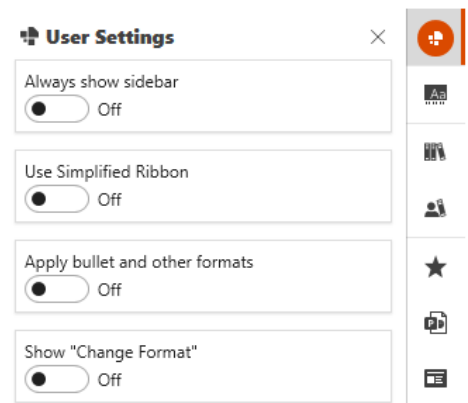 User Settings
Always show sidebar
Off
Use Simplified Ribbon
Off
Apply bullet and other formats
Off
Show "Change Format"
Off
Aa
P